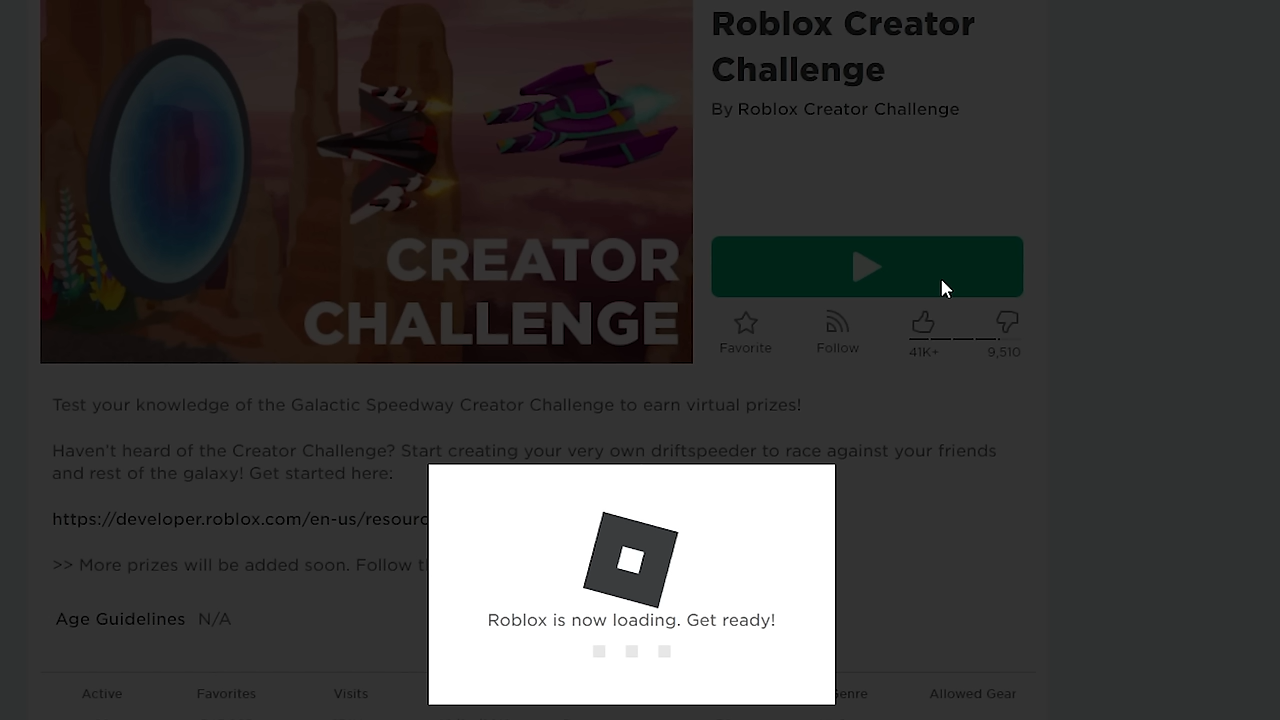 Roblox Creator
Challenge
By Roblox Creator Challenge
CREATOR
CHALLENGE
Favorite
Follow
41K+
9,510
Test your knowledge of the Galactic Speedway Creator Challenge to earn virtual prizes!
Haven't heard of the Creator Challenge? Start creating your very own driftspeeder to race against your friends
and rest of the galaxy! Get started here:
https://developer.roblox.com/en-us/resourc
>> More prizes will be added soon. Follow t
Roblox is now loading. Get ready!
Age Guidelines N/A
Active
Favorites
Visits
Genre
Allowed Gear